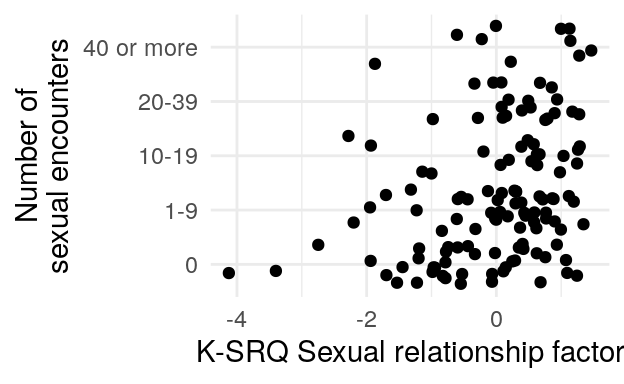 Number of
sexual encounters
40 or more
20-39
10-19
1-9
0
-4
-2
0
K-SRQ Sexual relationship factor